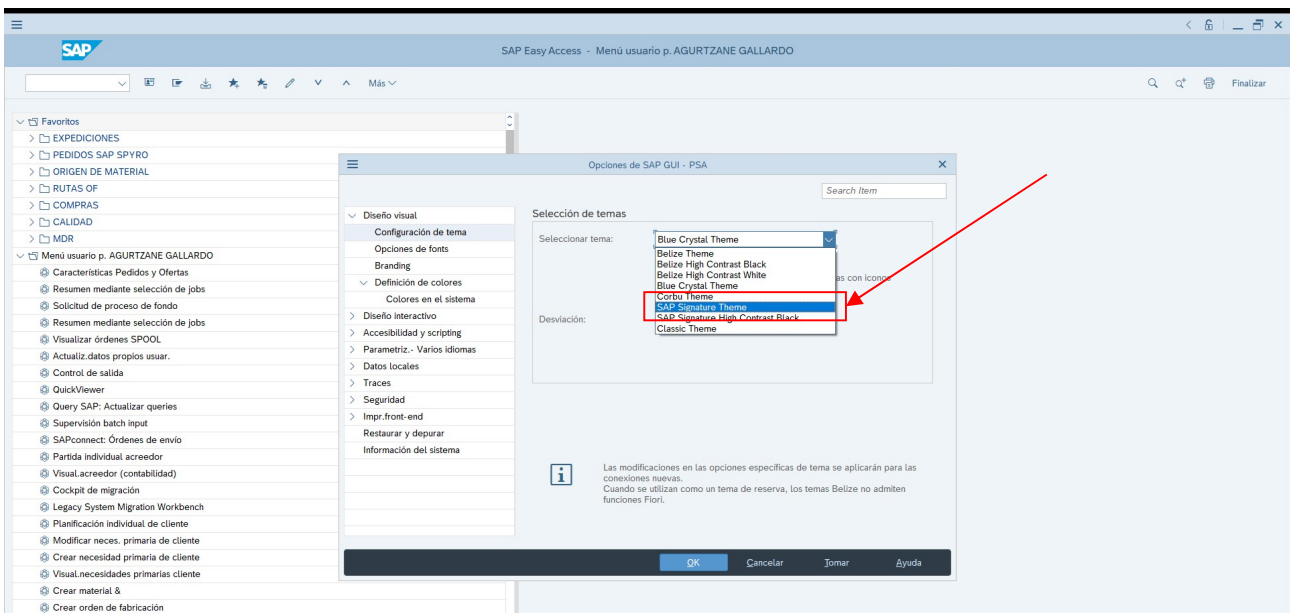 SAP
SAP Easy Access - Menú usuario p. AGURTZANE GALLARDO
Más
Finalizar
Favoritos
EXPEDICIONES
PEDIDOS SAP SPYRO
ORIGEN DE MATERIAL
RUTAS OF
COMPRAS
CALIDAD
MDR
Menú usuario p. AGURTZANE GALLARDO
Características Pedidos y Ofertas
Resumen mediante selección de jobs
Solicitud de proceso de fondo
Resumen mediante selección de jobs
Visualizar órdenes SPOOL
Actualiz.datos propios usuar.
Control de salida
QuickViewer
Query SAP: Actualizar queries
Supervisión batch input
SAPconnect: Órdenes de envío
Partida individual acreedor
Visual.acreedor (contabilidad)
Cockpit de migración
Legacy System Migration Workbench
Planificación individual de cliente
Modificar neces. primaria de cliente
Crear necesidad primaria de cliente
Visual.necesidades primarias cliente
Crear material &
Crear orden de fabricación
Opciones de SAP GUI - PSA
Search Item
Diseño visual
Configuración de tema
Opciones de fonts
Branding
Definición de colores
Colores en el sistema
Diseño interactivo
Accesibilidad y scripting
Parametriz.- Varios idiomas
Datos locales
Traces
Seguridad
Impr.front-end
Restaurar y depurar
Información del sistema
Selección de temas
Seleccionar tema:
Blue Crystal Theme
Belize Theme
Belize High Contrast Black
Belize High Contrast White
Blue Crystal Theme
Corbu Theme
SAP Signature Theme
SAP Signature High Contrast Black
Classic Theme
as con iconos
Desviación:
Las modificaciones en las opciones específicas de tema se aplicarán para las
conexiones nuevas.
Cuando se utilizan como un tema de reserva, los temas Belize no admiten
funciones Fiori.
OK
Cancelar
Tomar
Ayuda